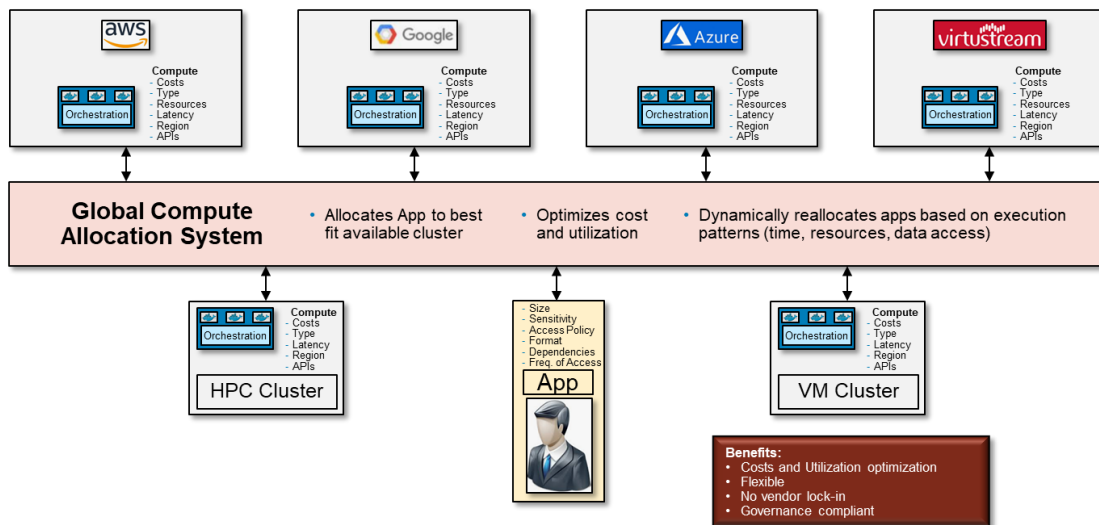 aws
Compute
- Costs
- Type
- Resources
- Latency
- Region
- APIs
Orchestration
Google
Compute
- Costs
- Type
- Resources
- Latency
- Region
- APIs
Orchestration
Azure
Compute
- Costs
- Type
- Resources
- Latency
- Region
- APIs
Orchestration
virtustream
Compute
- Costs
- Type
- Resources
- Latency
- Region
- APIs
Orchestration
Global Compute
Allocation System
• Allocates App to best
fit available cluster
• Optimizes cost
and utilization
• Dynamically reallocates apps based on execution
patterns (time, resources, data access)
Compute
- Costs
- Type
- Latency
- Region
- APIs
Orchestration
HPC Cluster
- Size
- Sensitivity
- Access Policy
- Format
- Dependencies
- Freq. of Access
App
Compute
- Costs
- Type
- Latency
- Region
- APIs
Orchestration
VM Cluster
Benefits:
• Costs and Utilization optimization
• Flexible
• No vendor lock-in
• Governance compliant